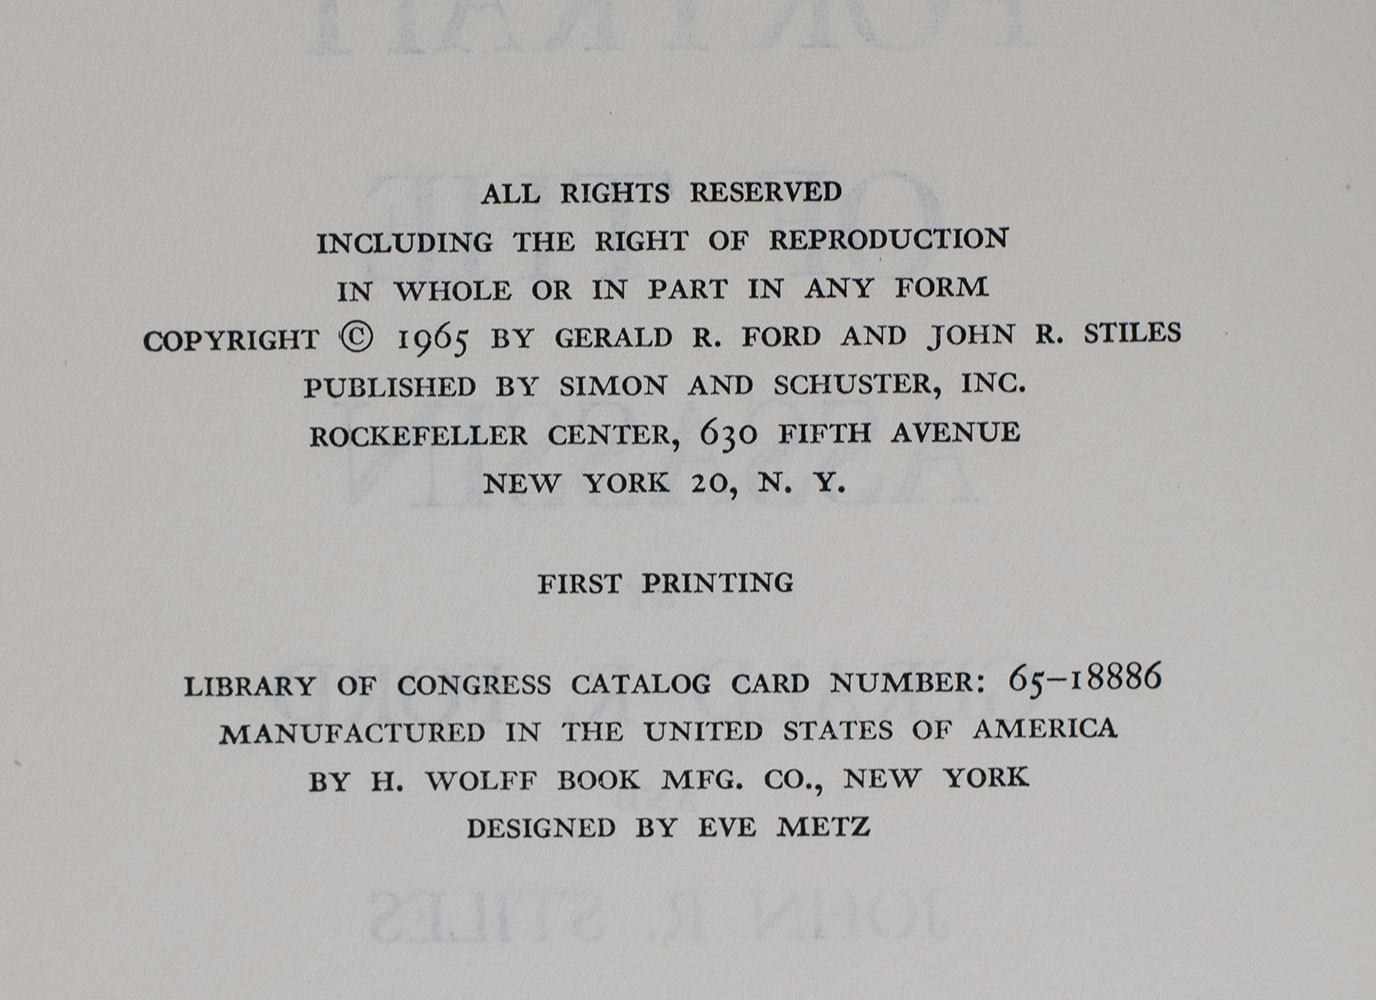 ALL RIGHTS RESERVED
INCLUDING THE RIGHT OF REPRODUCTION
IN WHOLE OR IN PART IN ANY FORM
COPYRIGHT © 1965 BY GERALD R. FORD AND JOHN R. STILES
PUBLISHED BY SIMON AND SCHUSTER, INC.
ROCKEFELLER CENTER, 630 FIFTH AVENUE
NEW YORK 20, N. Y.
FIRST PRINTING
LIBRARY OF CONGRESS CATALOG CARD NUMBER: 65–18886
MANUFACTURED IN THE UNITED STATES OF AMERICA
BY H. WOLFF BOOK MFG. CO., NEW YORK
DESIGNED BY EVE METZ